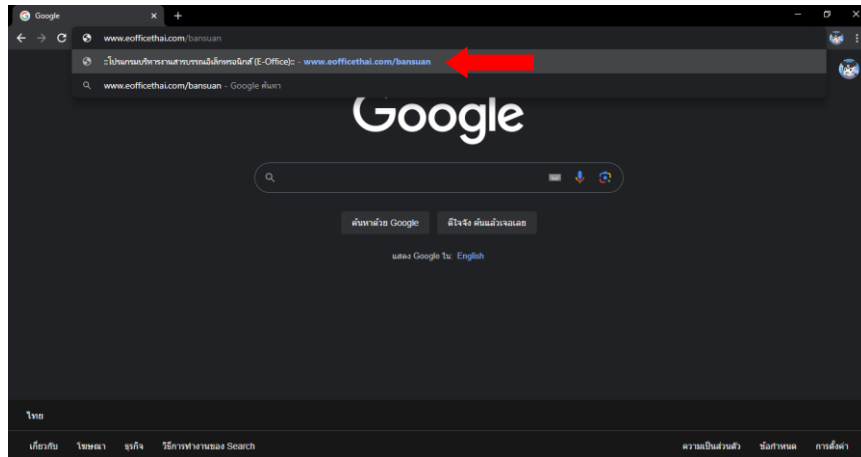 Google
www.eofficethai.com/bansuan
::โปรแกรมบริหารงานสารบรรณอิเล็กทรอนิกส์ (E-Office):: - www.eofficethai.com/bansuan
www.eofficethai.com/bansuan - Google ค้นหา
Google
ค้นหาด้วย Google ดีใจจัง ค้นแล้วเจอเลย
แสดง Google ใน: English
ไทย
เกี่ยวกับ โฆษณา ธุรกิจ วิธีการทำงานของ Search ความเป็นส่วนตัว ข้อกำหนด การตั้งค่า